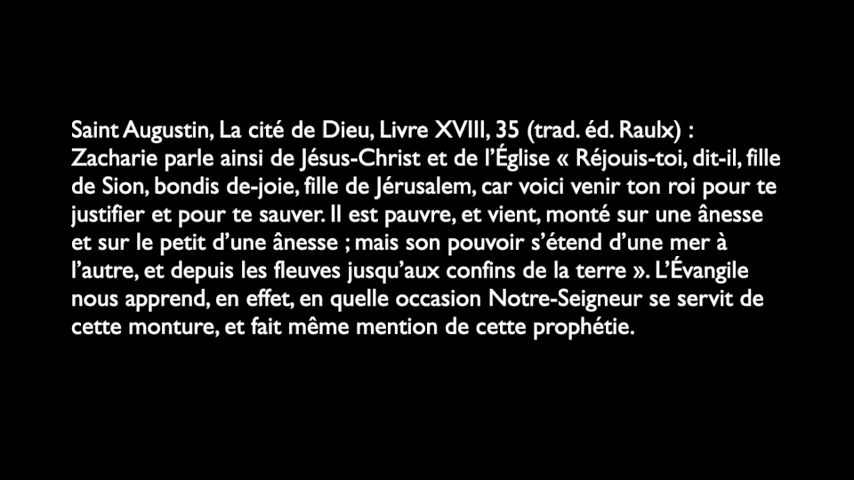 Saint Augustin, La cité de Dieu, Livre XVIII, 35 (trad. éd. Raulx) :
Zacharie parle ainsi de Jésus-Christ et de l’Église « Réjouis-toi, dit-il, fille
de Sion, bondis de-joie, fille de Jérusalem, car voici venir ton roi pour te
justifier et pour te sauver. Il est pauvre, et vient, monté sur une ânesse
et sur le petit d’une ânesse ; mais son pouvoir s’étend d’une mer à
l’autre, et depuis les fleuves jusqu’aux confins de la terre ». L’Évangile
nous apprend, en effet, en quelle occasion Notre-Seigneur se servit de
cette monture, et fait même mention de cette prophétie.